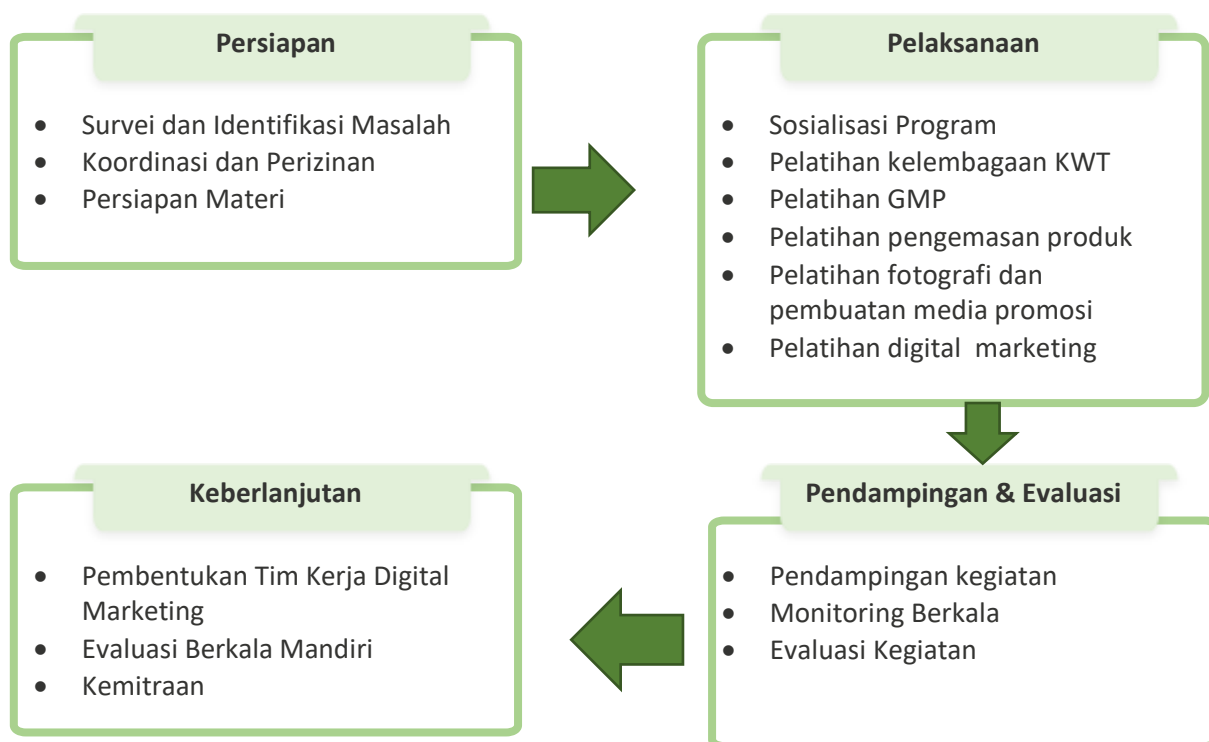 Persiapan
• Survei dan Identifikasi Masalah
• Koordinasi dan Perizinan
• Persiapan Materi
Pelaksanaan
• Sosialisasi Program
• Pelatihan kelembagaan KWT
• Pelatihan GMP
• Pelatihan pengemasan produk
• Pelatihan fotografi dan
pembuatan media promosi
• Pelatihan digital  marketing
Pendampingan & Evaluasi
• Pendampingan kegiatan
• Monitoring Berkala
• Evaluasi Kegiatan
Keberlanjutan
• Pembentukan Tim Kerja Digital
Marketing
• Evaluasi Berkala Mandiri
• Kemitraan